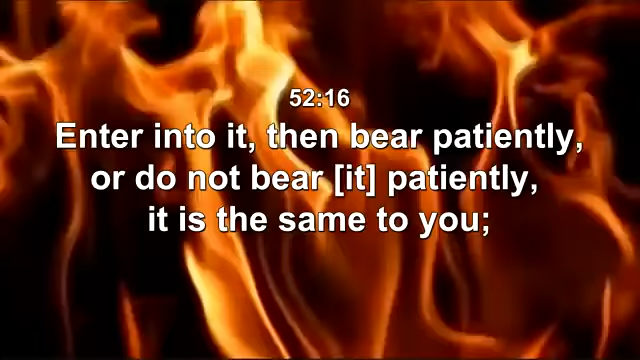 52:16
Enter into it, then bear patiently,
or do not bear [it] patiently,
it is the same to you;